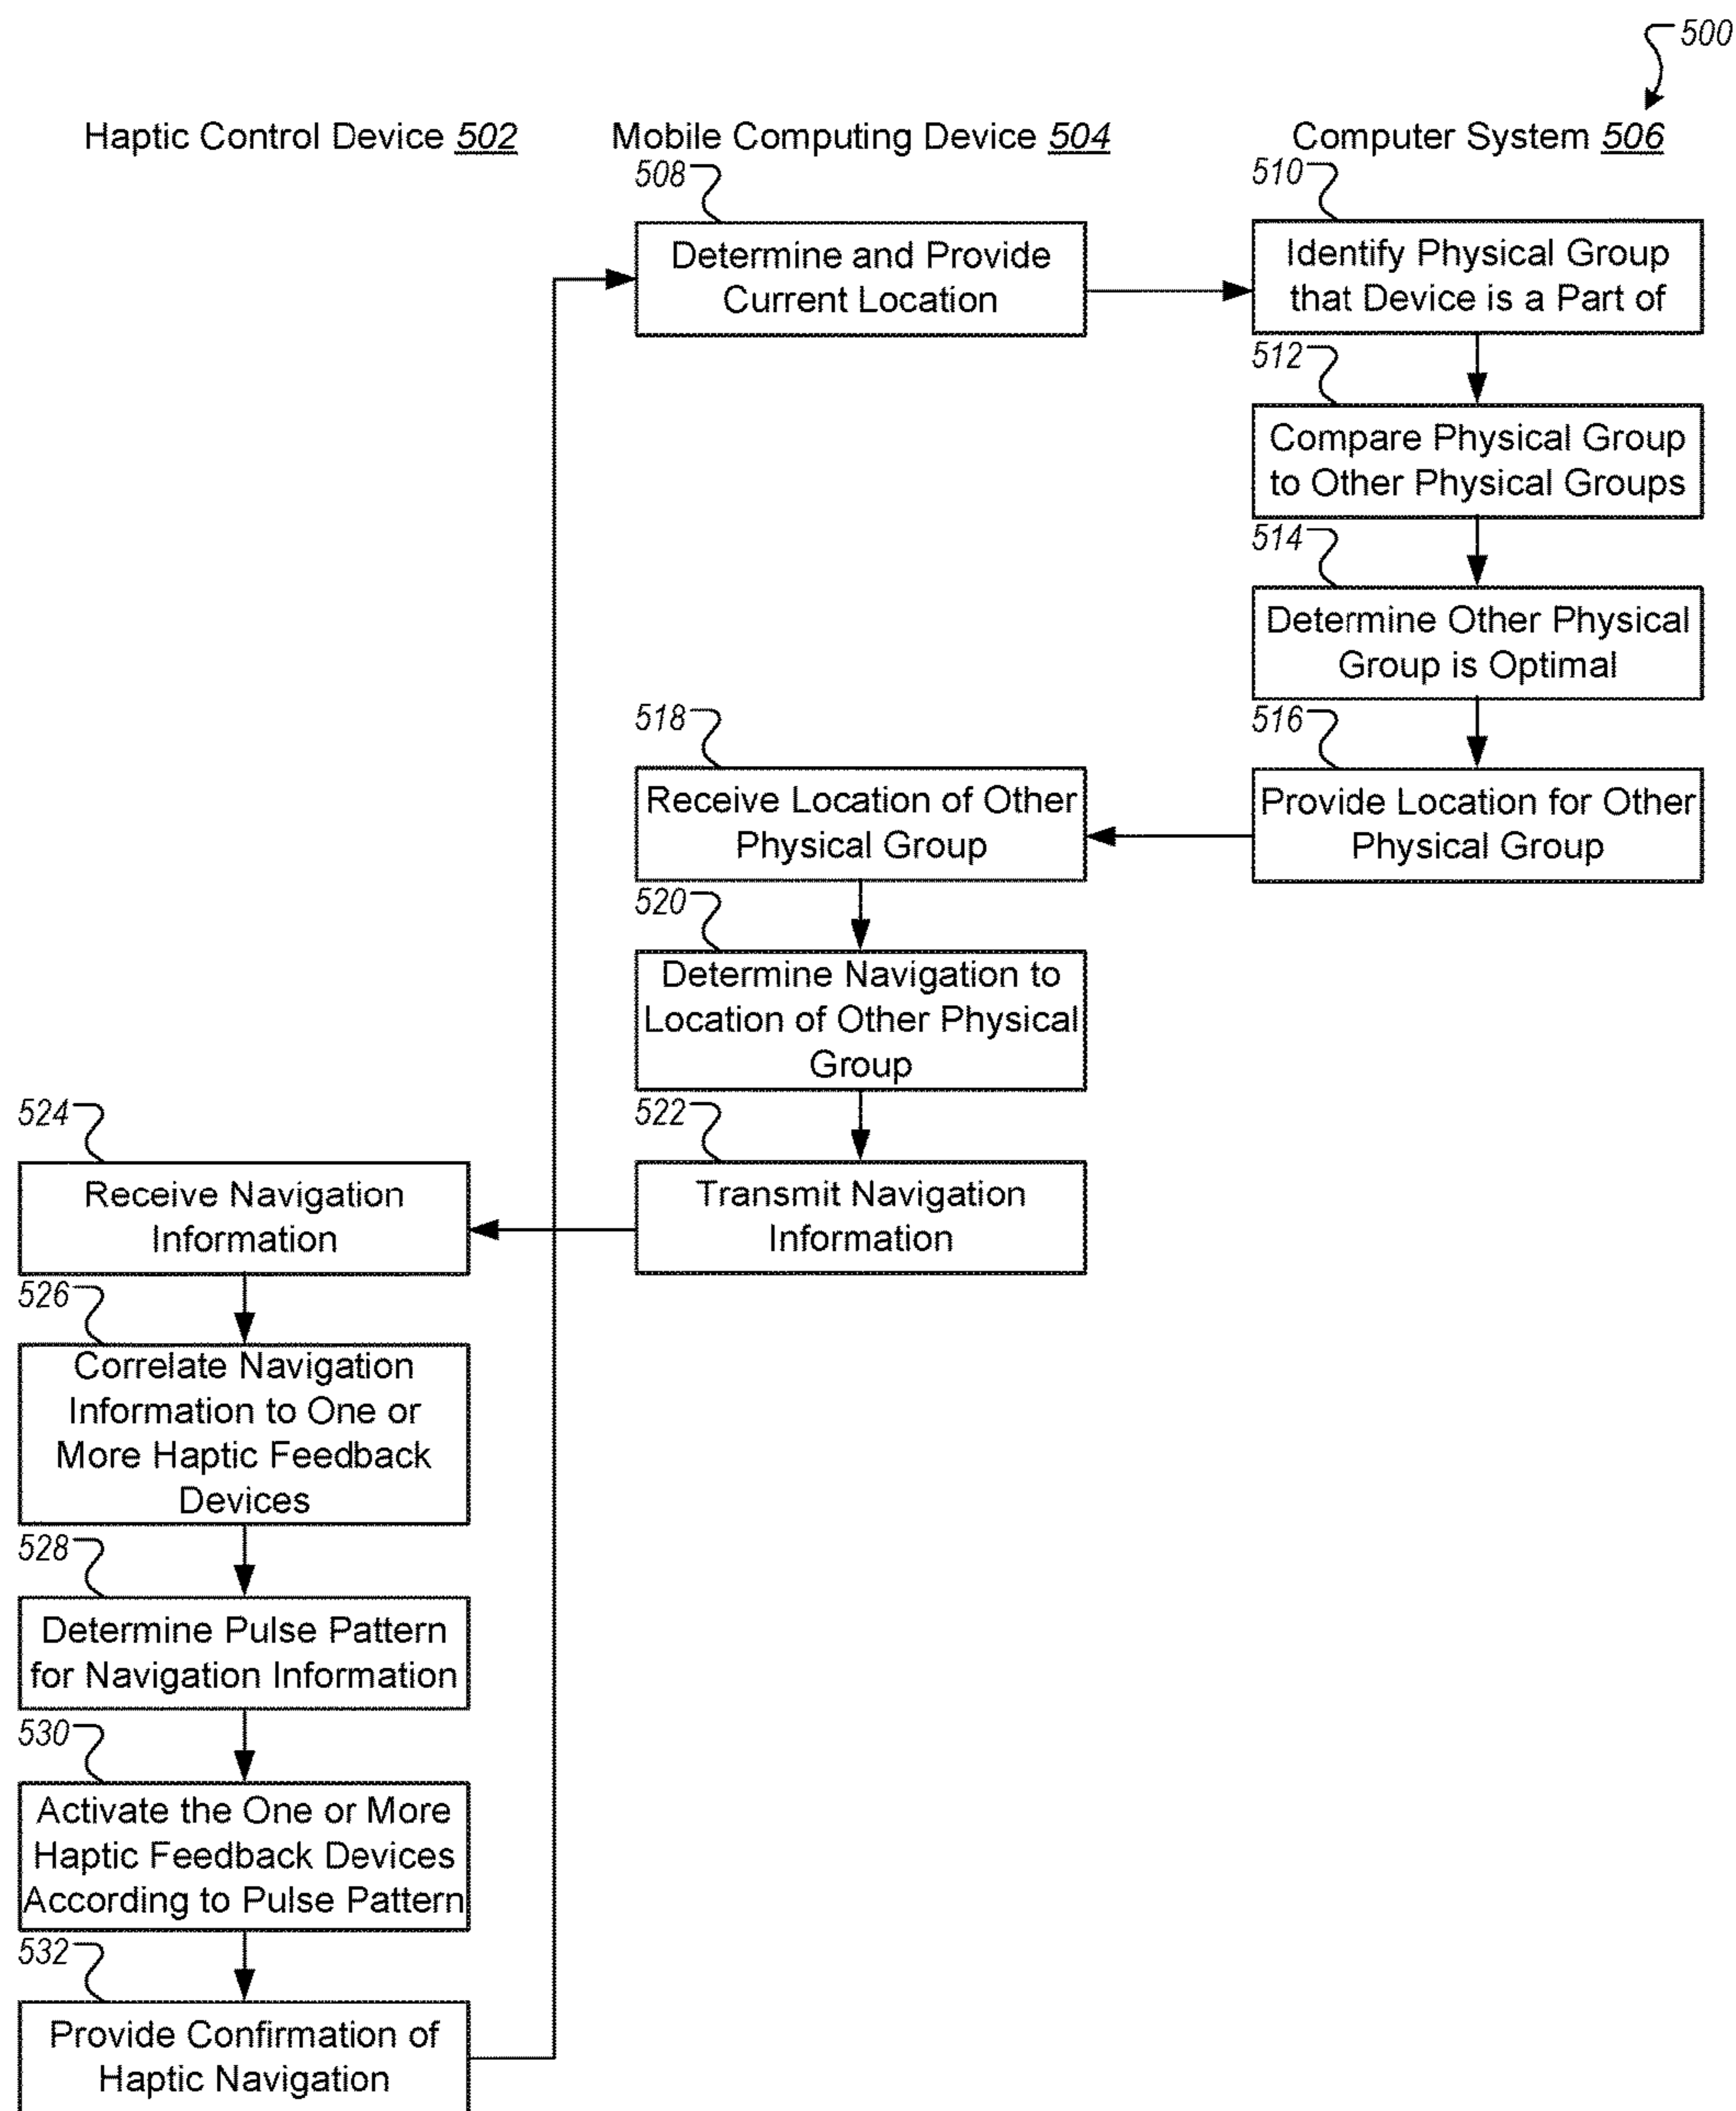 500
Haptic Control Device 502
Mobile Computing Device 504
Computer System 506
508
Determine and Provide
Current Location
510
Identify Physical Group
that Device is a Part of
512
Compare Physical Group
to Other Physical Groups
514
Determine Other Physical
Group is Optimal
516
Provide Location for Other
Physical Group
518
Receive Location of Other
Physical Group
520
Determine Navigation to
Location of Other Physical
Group
522
Transmit Navigation
Information
524
Receive Navigation
Information
526
Correlate Navigation
Information to One or
More Haptic Feedback
Devices
528
Determine Pulse Pattern
for Navigation Information
530
Activate the One or More
Haptic Feedback Devices
According to Pulse Pattern
532
Provide Confirmation of
Haptic Navigation